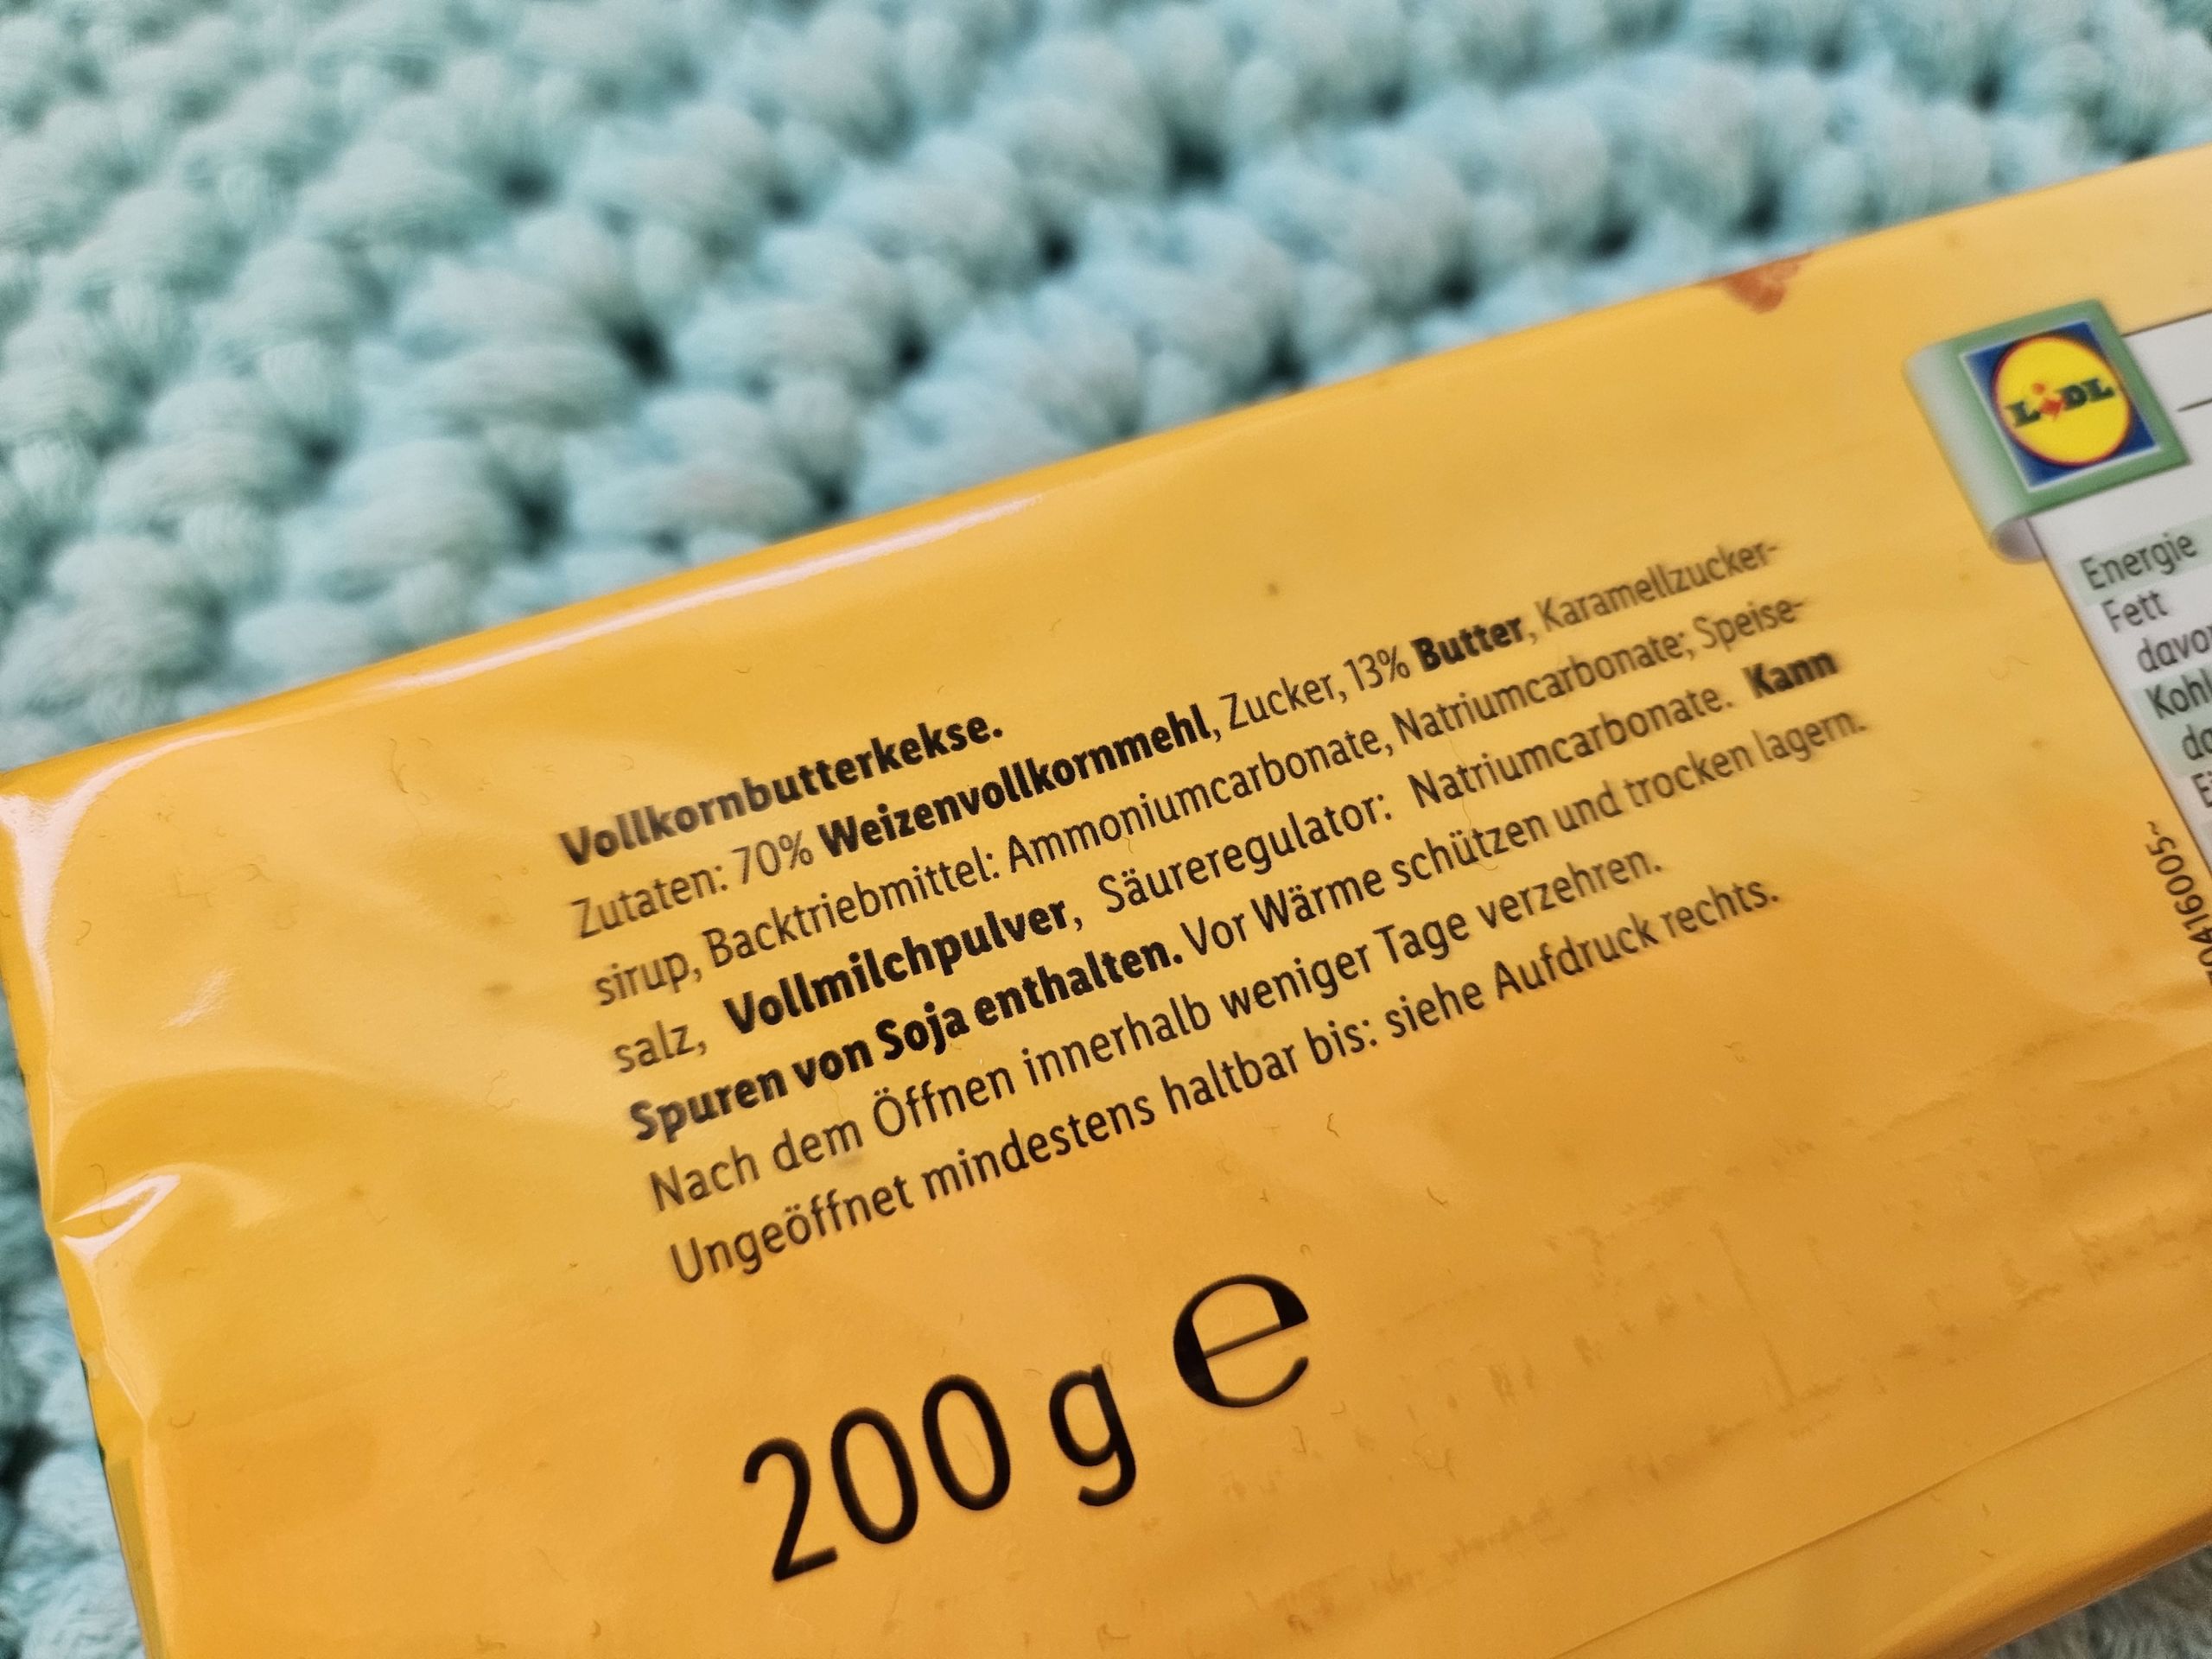 Vollkornbutterkekse.
Zutaten: 70% Weizenvollkornmehl, Zucker, 13% Butter, Karamellzucker-
sirup, Backtriebmittel: Ammoniumcarbonate, Natriumcarbonate; Speise-
salz, Vollmilchpulver, Säureregulator: Natriumcarbonate. Kann
Spuren von Soja enthalten. Vor Wärme schützen und trocken lagern.
Nach dem Öffnen innerhalb weniger Tage verzehren.
Ungeöffnet mindestens haltbar bis: siehe Aufdruck rechts.
200 g e
LIDL
Energie
Fett